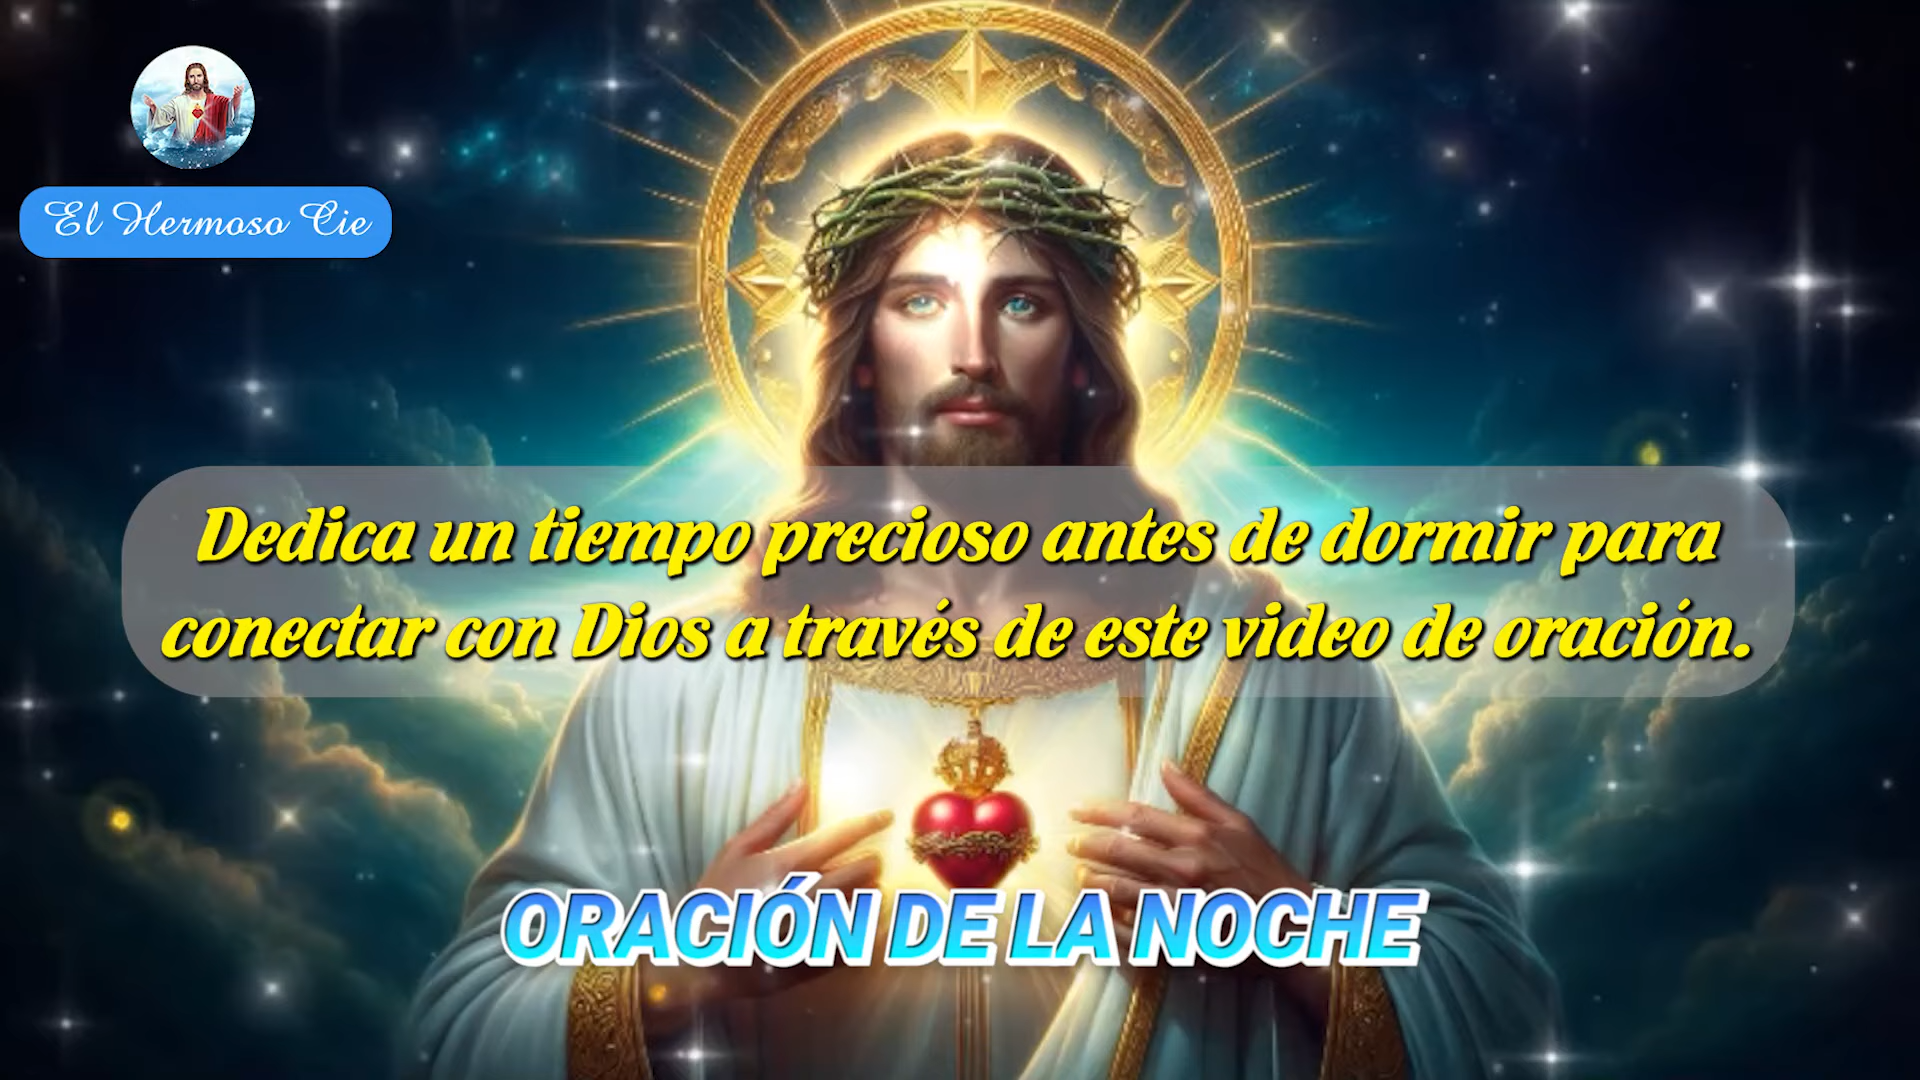 El Hermoso Cie
Dedica un tiempo precioso antes de dormir para
conectar con Dios a través de este video de oración.
ORACIÓN DE LA NOCHE